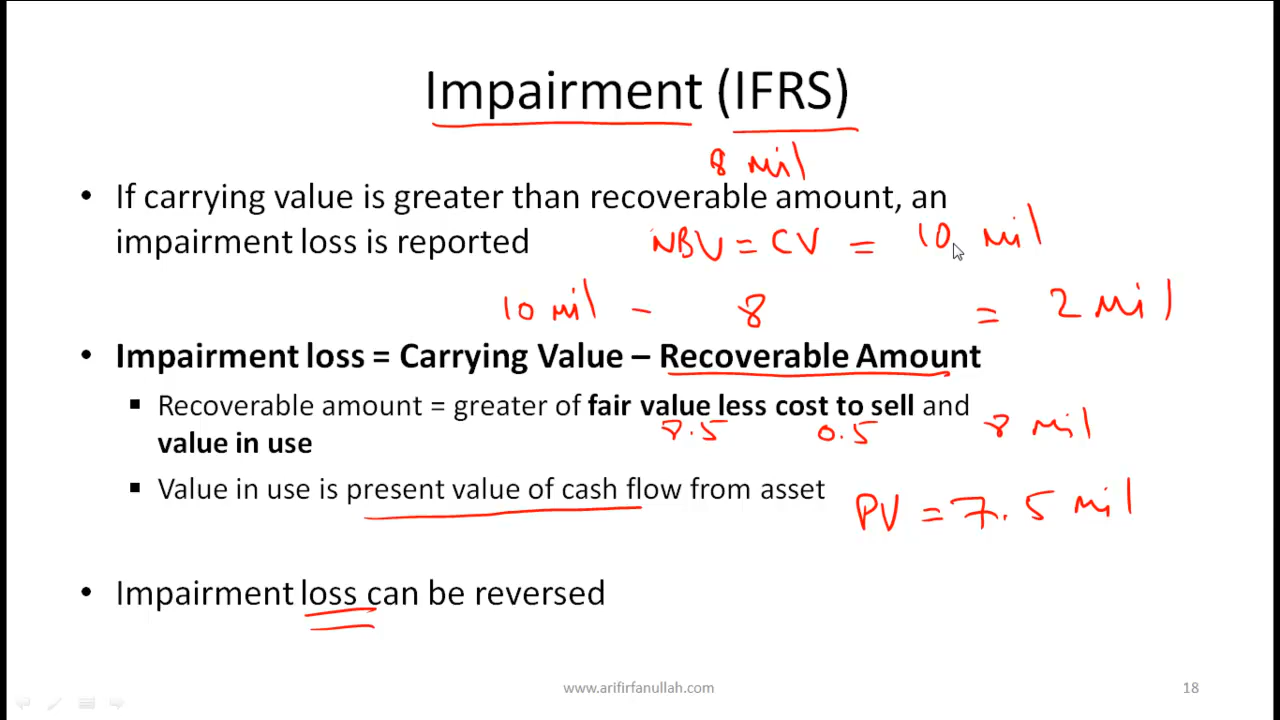 Impairment (IFRS)
8 mil
• If carrying value is greater than recoverable amount, an
impairment loss is reported
NBV = CV = 10 mil
10 mil - 8 = 2 mil
• Impairment loss = Carrying Value – Recoverable Amount
▪ Recoverable amount = greater of fair value less cost to sell and
8.5 0.5 8 mil
value in use
▪ Value in use is present value of cash flow from asset
PV = 7.5 mil
• Impairment loss can be reversed
www.arifirfanullah.com
18